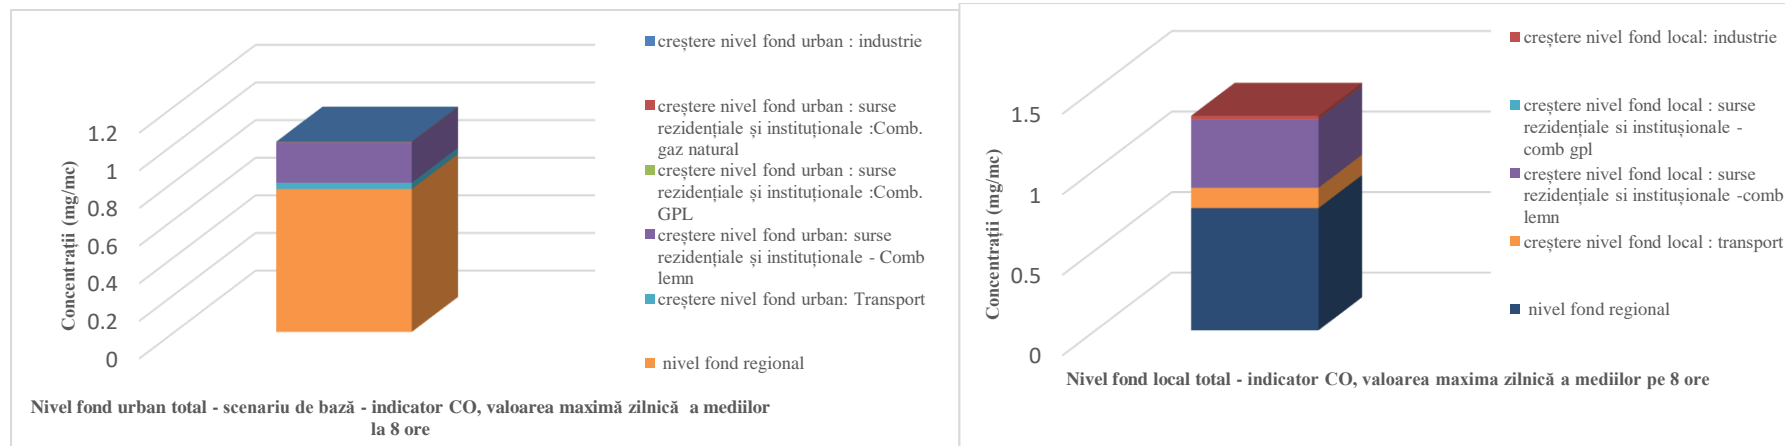 Concentrații (mg/mc)
1.2
1
0.8
0.6
0.4
0.2
0
creștere nivel fond urban : industrie
creștere nivel fond urban : surse
rezidențiale și instituționale :Comb.
gaz natural
creștere nivel fond urban : surse
rezidențiale și instituționale :Comb.
GPL
creștere nivel fond urban: surse
rezidențiale și instituționale - Comb
lemn
creștere nivel fond urban: Transport
nivel fond regional
Nivel fond urban total - scenariu de bază - indicator CO, valoarea maximă zilnică a mediilor
la 8 ore
Concentrații (mg/mc)
1.5
1
0.5
0
creștere nivel fond local: industrie
creștere nivel fond local : surse
rezidențiale si instituționale -
comb gpl
creștere nivel fond local : surse
rezidențiale si institușionale -comb
lemn
creștere nivel fond local : transport
nivel fond regional
Nivel fond local total - indicator CO, valoarea maxima zilnică a mediilor pe 8 ore